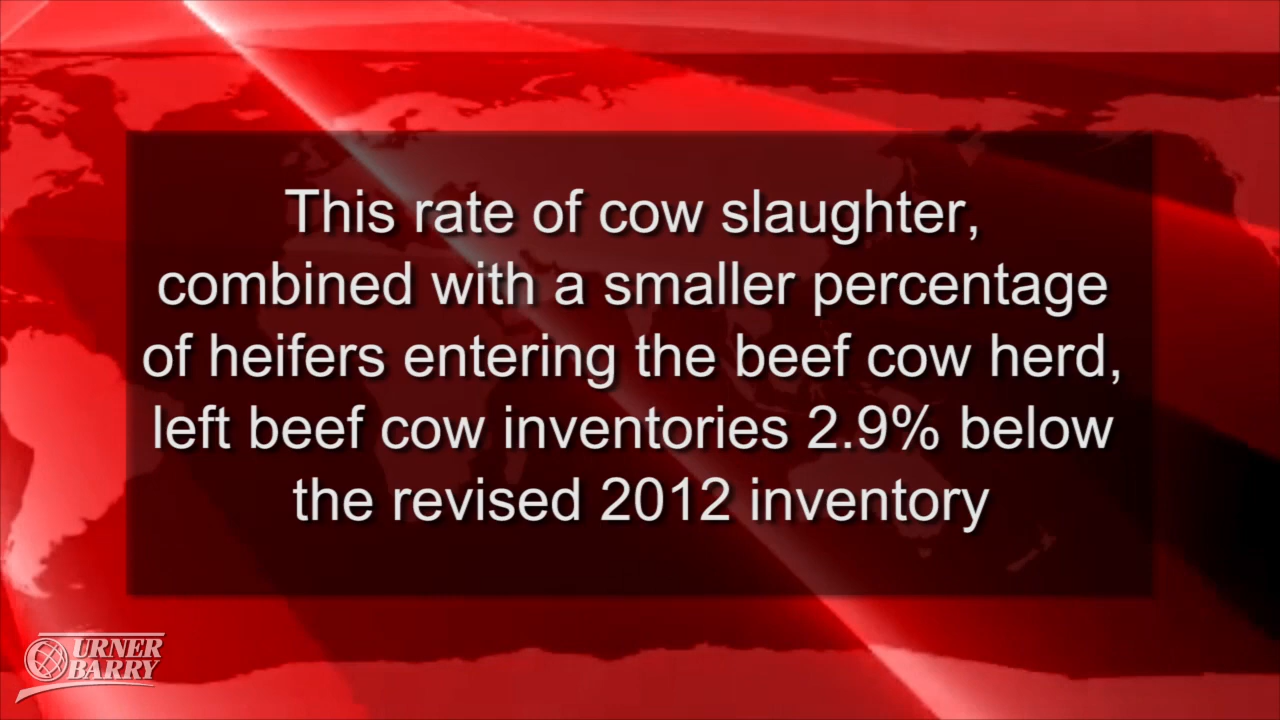 This rate of cow slaughter,
combined with a smaller percentage
of heifers entering the beef cow herd,
left beef cow inventories 2.9% below
the revised 2012 inventory
URNER
BARRY